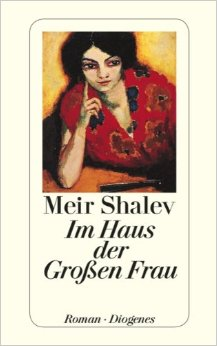 Meir Shalev
Im Haus
der
Großen Frau
Roman · Diogenes